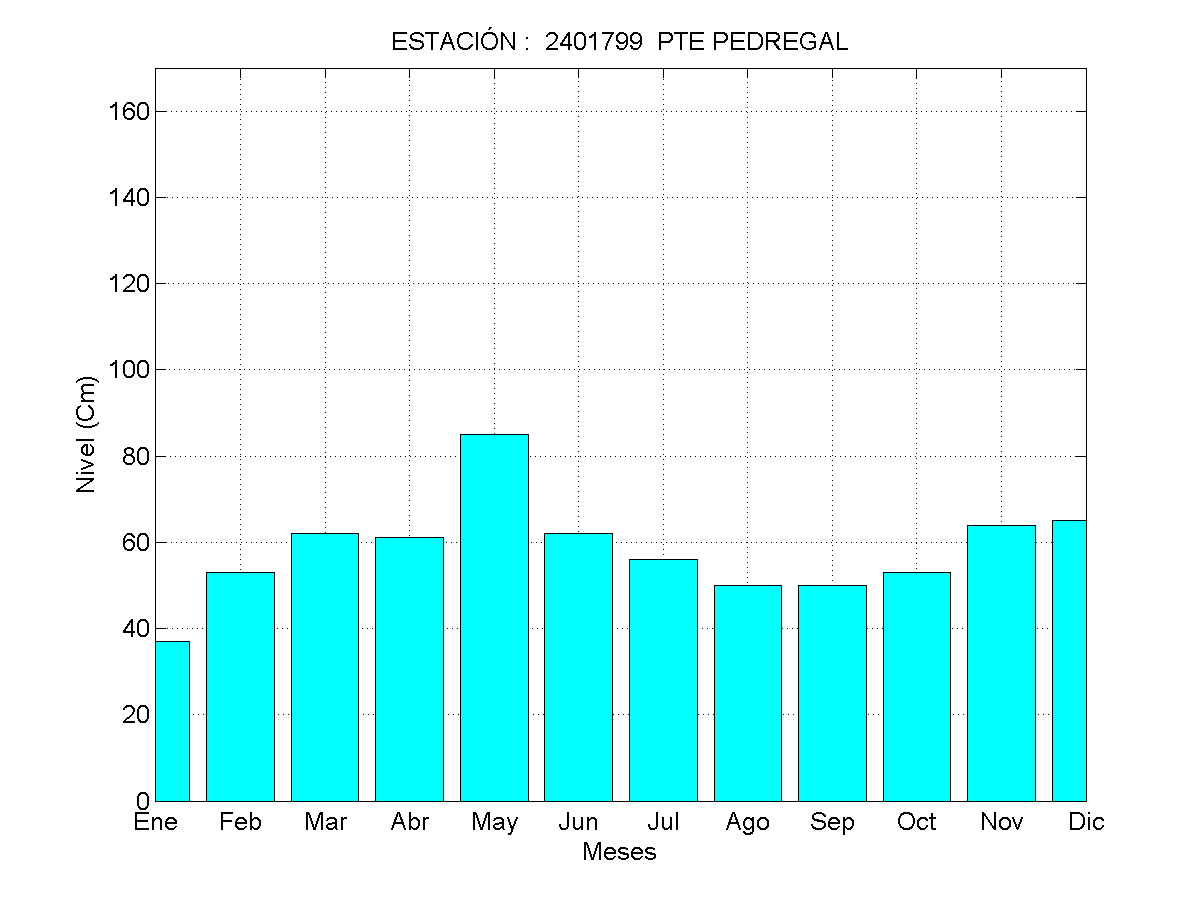 ESTACIÓN :  2401799  PTE PEDREGAL
160
140
120
100
80
60
40
20
0
Nivel (Cm)
Ene Feb Mar Abr May Jun Jul Ago Sep Oct Nov Dic
Meses